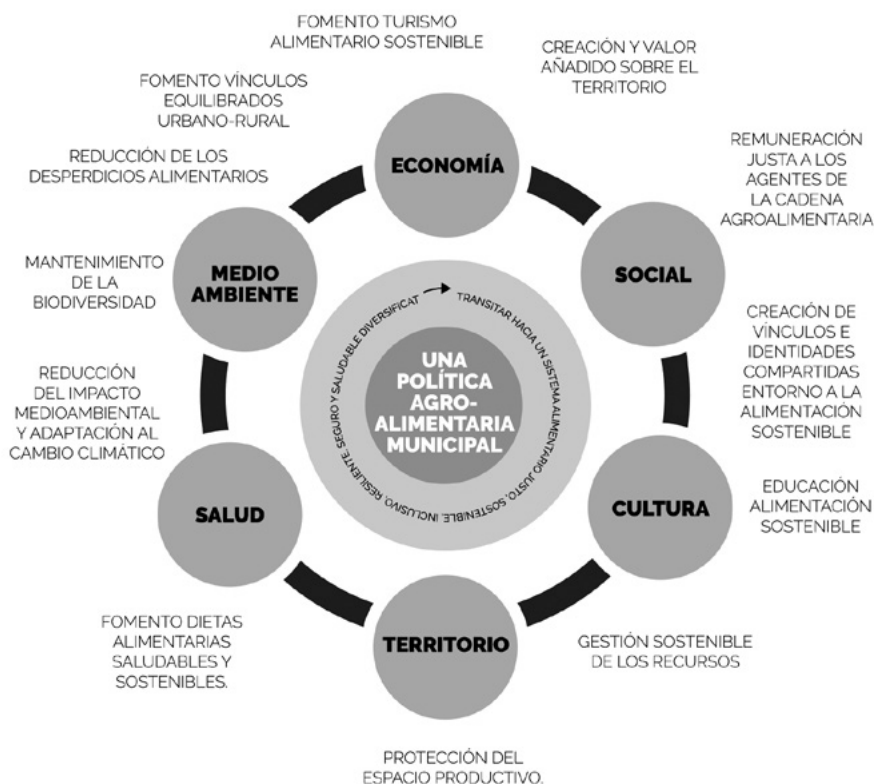 FOMENTO TURISMO
ALIMENTARIO SOSTENIBLE
CREACIÓN Y VALOR
AÑADIDO SOBRE EL
TERRITORIO
FOMENTO VÍNCULOS
EQUILIBRADOS
URBANO-RURAL
REDUCCIÓN DE LOS
DESPERDICIOS ALIMENTARIOS
ECONOMÍA
REMUNERACIÓN
JUSTA A LOS
AGENTES DE
LA CADENA
AGROALIMENTARIA
MEDIO
AMBIENTE
SOCIAL
MANTENIMIENTO
DE LA
BIODIVERSIDAD
TRANSITAR HACIA UN SISTEMA ALIMENTARIO JUSTO, SOSTENIBLE, INCLUSIVO, RESILIENTE, SEGURO Y SALUDABLE DIVERSIFICAT
UNA
POLÍTICA
AGRO-
ALIMENTARIA
MUNICIPAL
CREACIÓN DE
VÍNCULOS E
IDENTIDADES
COMPARTIDAS
ENTORNO A LA
ALIMENTACIÓN
SOSTENIBLE
REDUCCIÓN
DEL IMPACTO
MEDIOAMBIENTAL
Y ADAPTACIÓN AL
CAMBIO CLIMÁTICO
SALUD
CULTURA
EDUCACIÓN
ALIMENTACIÓN
SOSTENIBLE
FOMENTO DIETAS
ALIMENTARIAS
SALUDABLES Y
SOSTENIBLES.
TERRITORIO
GESTIÓN SOSTENIBLE
DE LOS RECURSOS
PROTECCIÓN DEL
ESPACIO PRODUCTIVO.